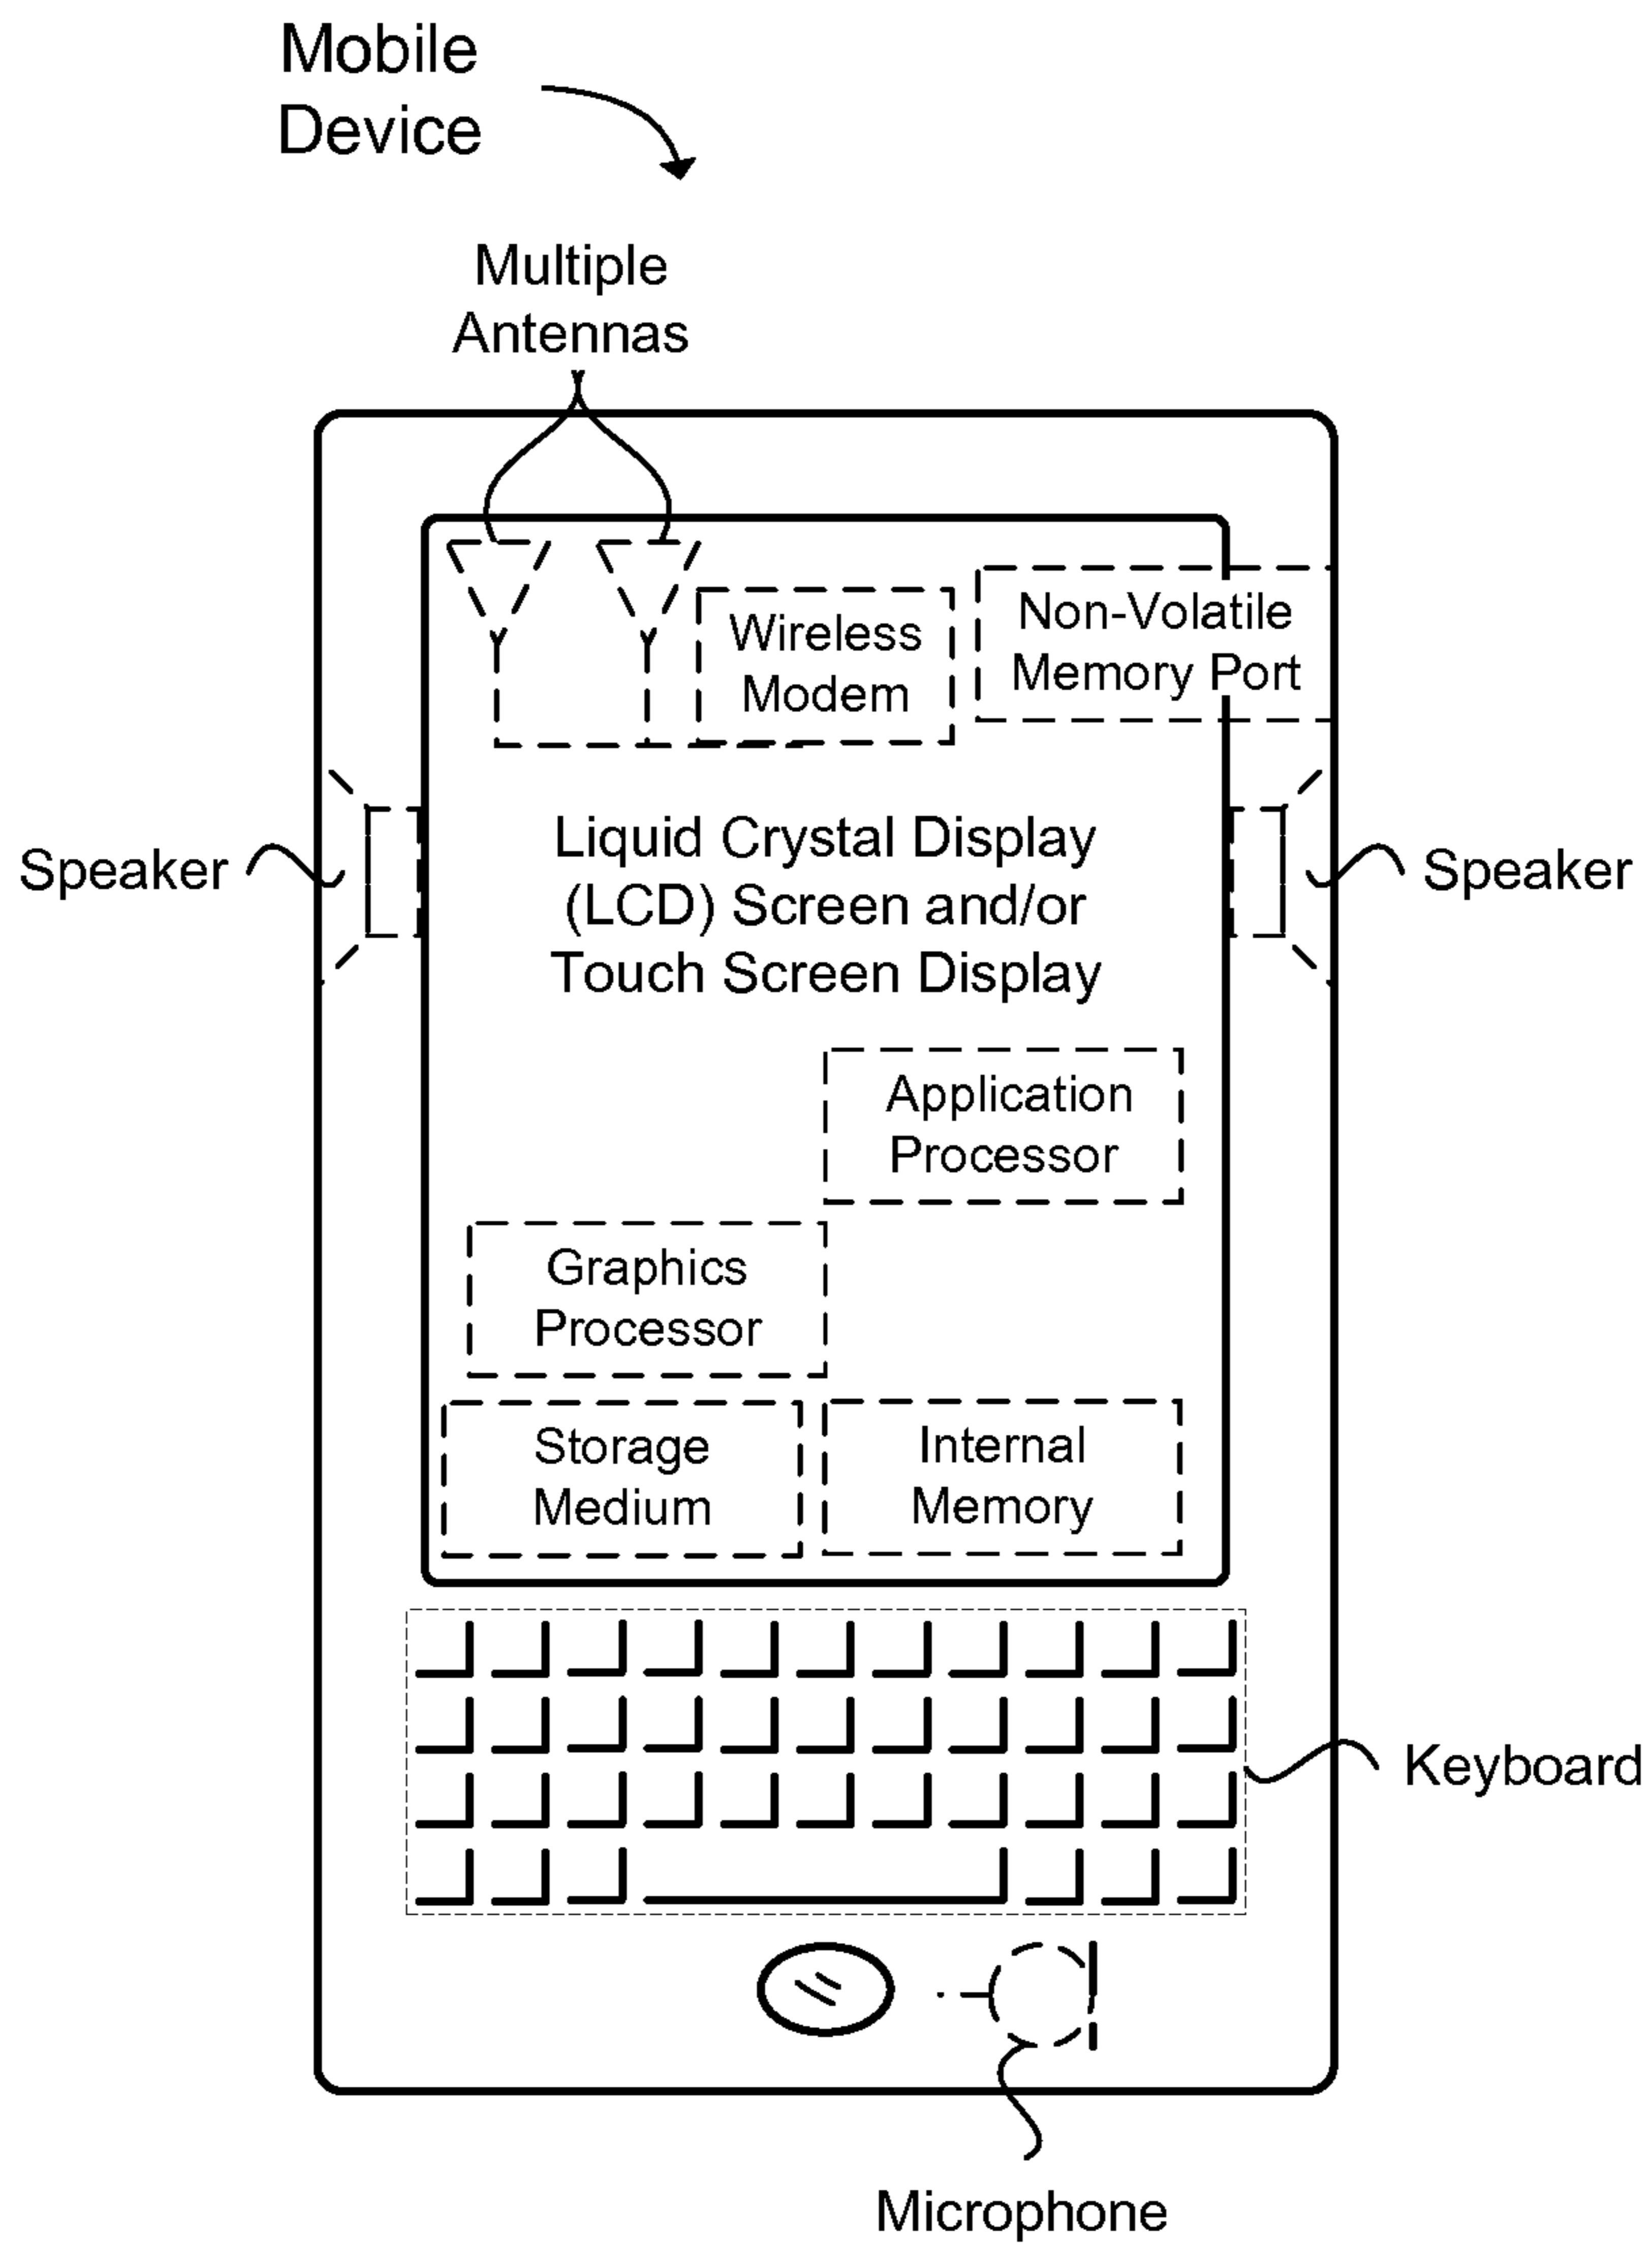 Mobile
Device
Multiple
Antennas
Wireless
Modem
Non-Volatile
Memory Port
Speaker
Liquid Crystal Display
(LCD) Screen and/or
Touch Screen Display
Speaker
Application
Processor
Graphics
Processor
Storage
Medium
Internal
Memory
Keyboard
Microphone